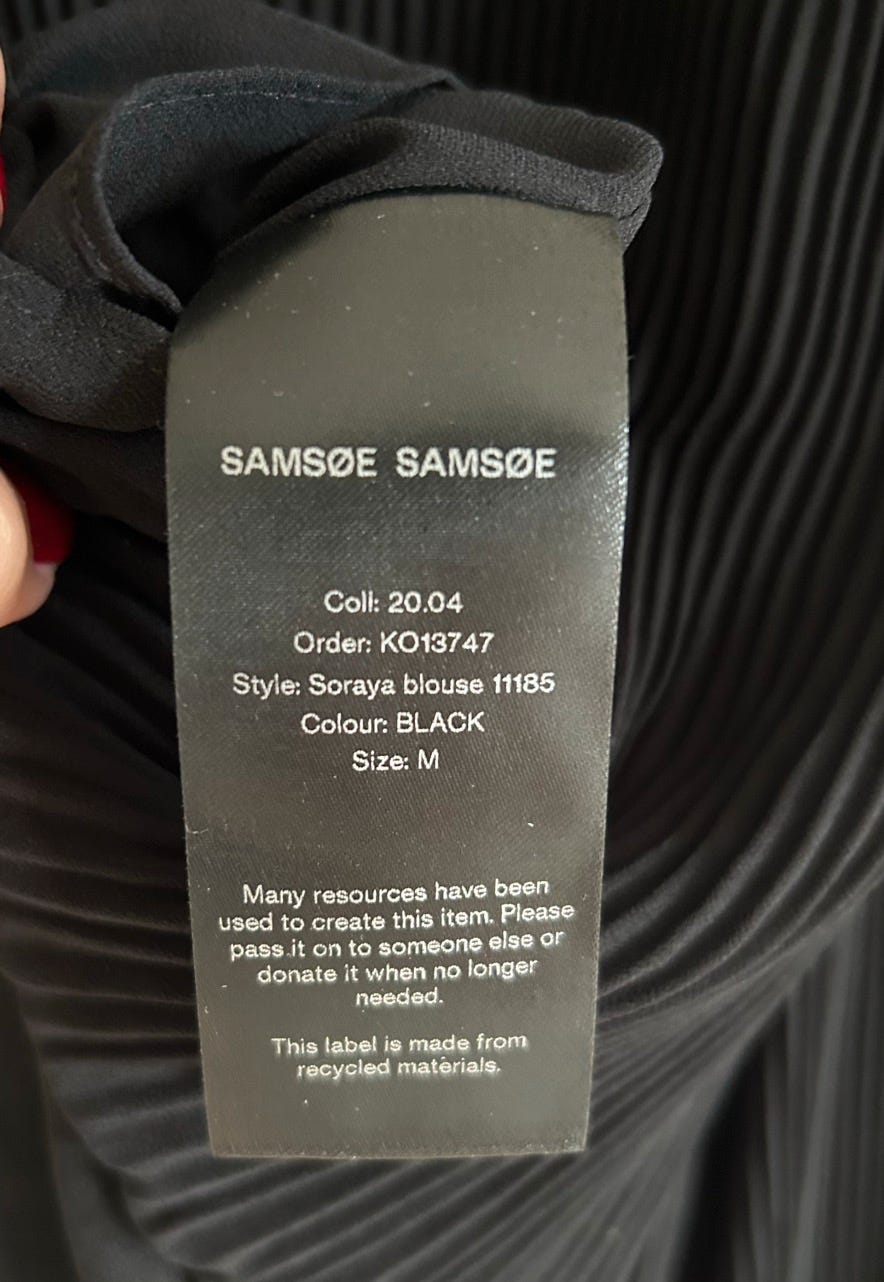 SAMSØE SAMSØE
Coll: 20.04
Order: KO13747
Style: Soraya blouse 11185
Colour: BLACK
Size: M
Many resources have been
used to create this item. Please
pass it on to someone else or
donate it when no longer
needed.
This label is made from
recycled materials.